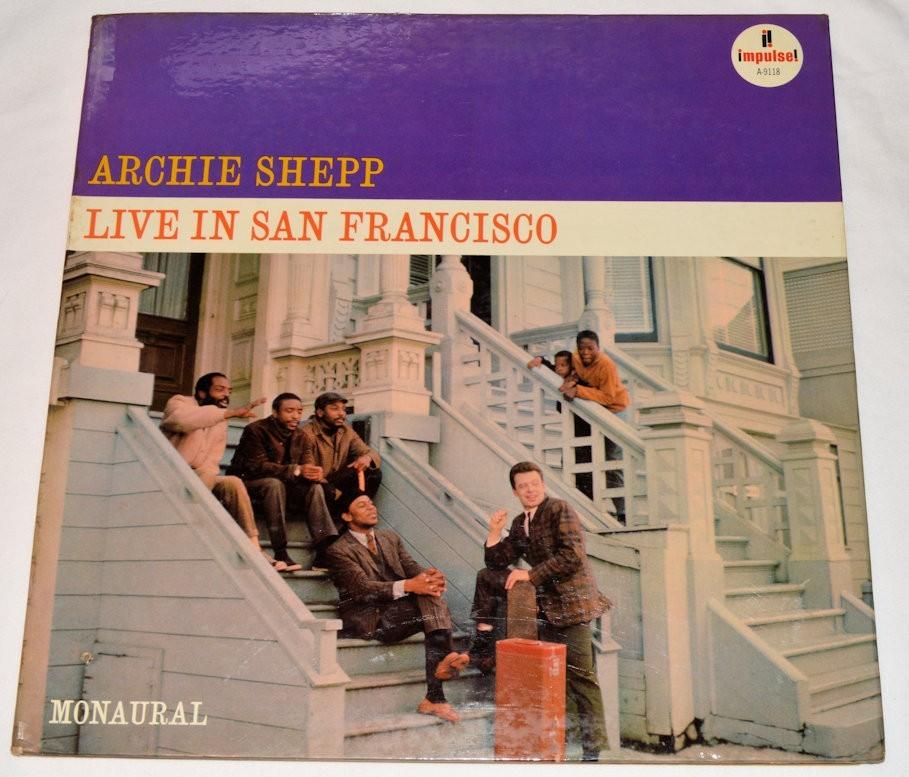 i!
impulse!
A-9118
ARCHIE SHEPP
LIVE IN SAN FRANCISCO
MONAURAL